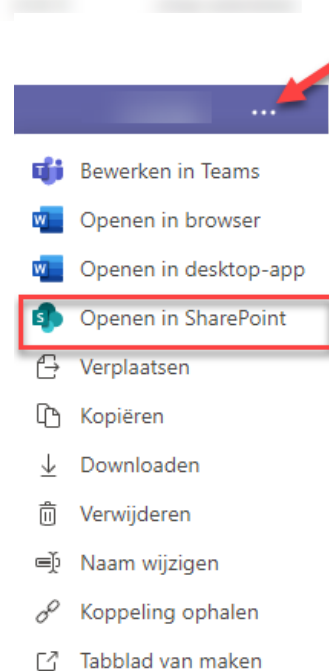 Bewerken in Teams
Openen in browser
Openen in desktop-app
Openen in SharePoint
Verplaatsen
Kopiëren
Downloaden
Verwijderen
Naam wijzigen
Koppeling ophalen
Tabblad van maken